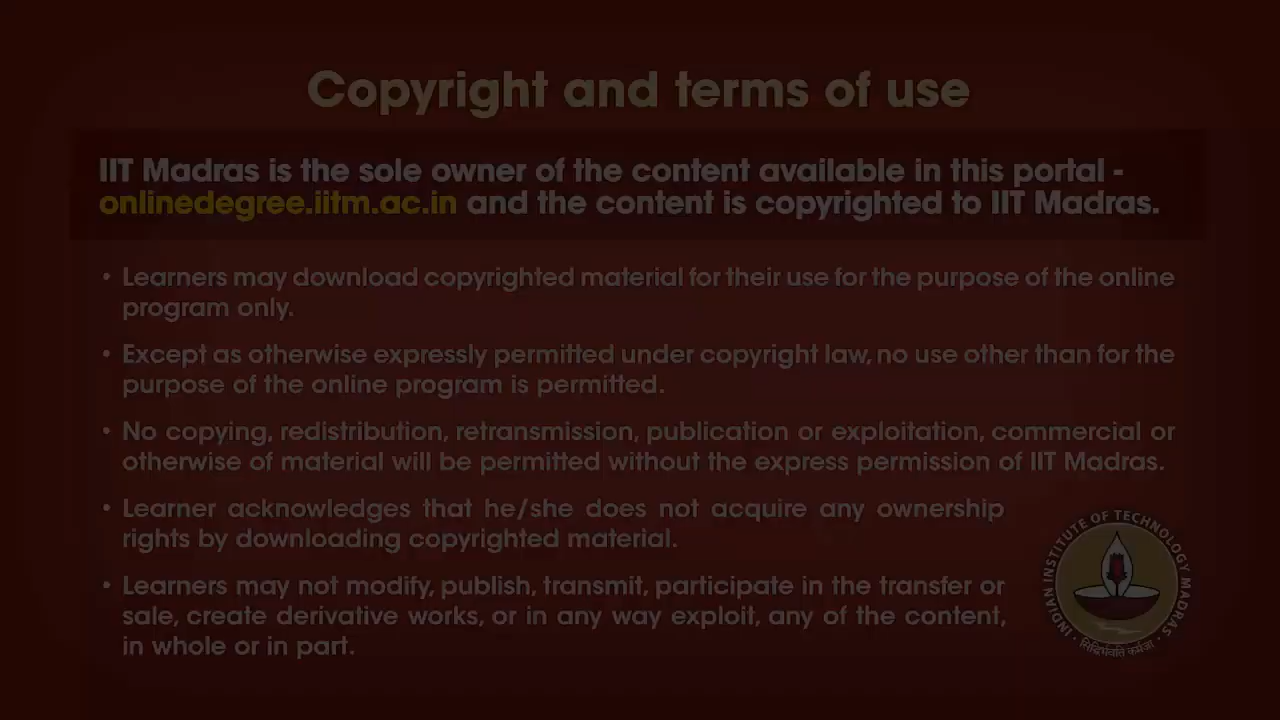 Copyright and terms of use
IIT Madras is the sole owner of the content available in this portal -
onlinedegree.iitm.ac.in and the content is copyrighted to IIT Madras.
• Learners may download copyrighted material for their use for the purpose of the online
program only.
• Except as otherwise expressly permitted under copyright law, no use other than for the
purpose of the online program is permitted.
• No copying, redistribution, retransmission, publication or exploitation, commercial or
otherwise of material will be permitted without the express permission of IIT Madras.
• Learner acknowledges that he/she does not acquire any ownership
rights by downloading copyrighted material.
• Learners may not modify, publish, transmit, participate in the transfer or
sale, create derivative works, or in any way exploit, any of the content,
in whole or in part.
INDIAN INSTITUTE OF TECHNOLOGY MADRAS
सिद्धिर्भवति कर्मजा